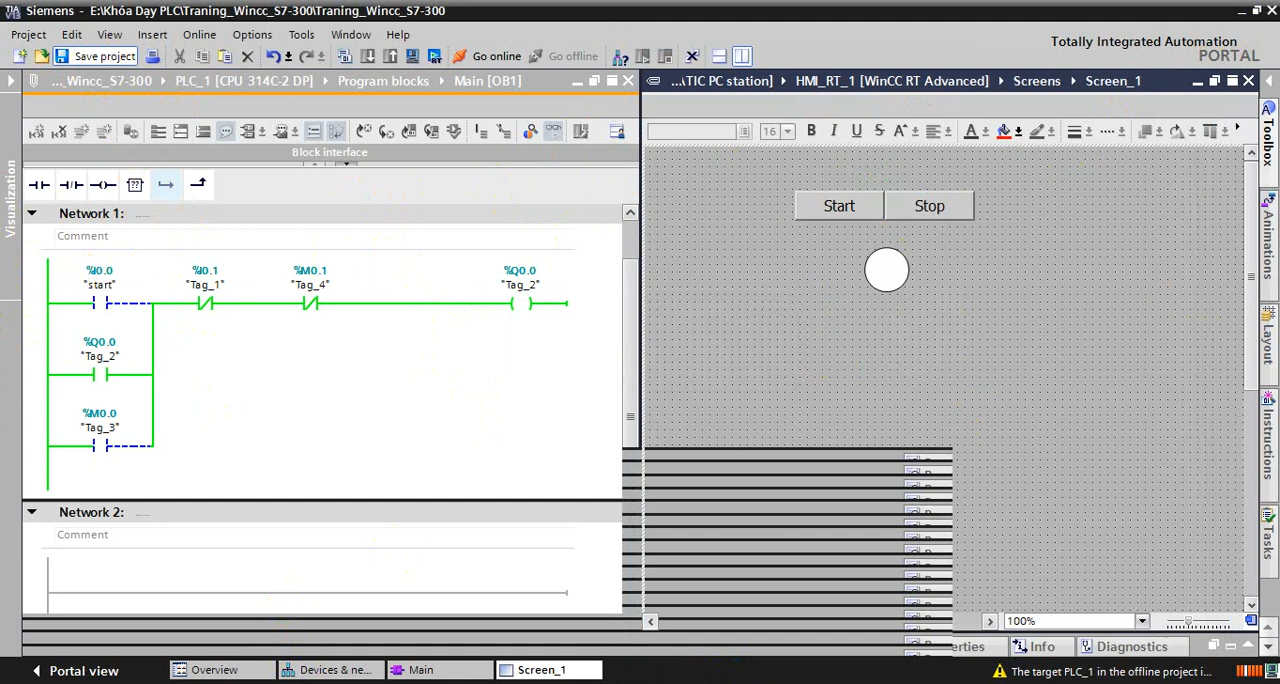 Siemens - E:\Khóa Dạy PLC\Traning_Wincc_S7-300\Traning_Wincc_S7-300
Project Edit View Insert Online Options Tools Window Help
Totally Integrated Automation
PORTAL
Save project
Go online
Go offline
..._Wincc_S7-300 PLC_1 [CPU 314C-2 DP] Program blocks Main [OB1]
...\TIC PC station] HMI_RT_1 [WinCC RT Advanced] Screens Screen_1
16
B I U S
Block interface
Visualization
Network 1: .....
Comment
%I0.0
"start"
%I0.1
"Tag_1"
%M0.1
"Tag_4"
%Q0.0
"Tag_2"
%Q0.0
"Tag_2"
%M0.0
"Tag_3"
Network 2: .....
Comment
Start
Stop
Toolbox
Animations
Layout
Instructions
Tasks
100%
erties
Info
Diagnostics
Portal view
Overview
Devices & ne...
Main
Screen_1
The target PLC_1 in the offline project i...